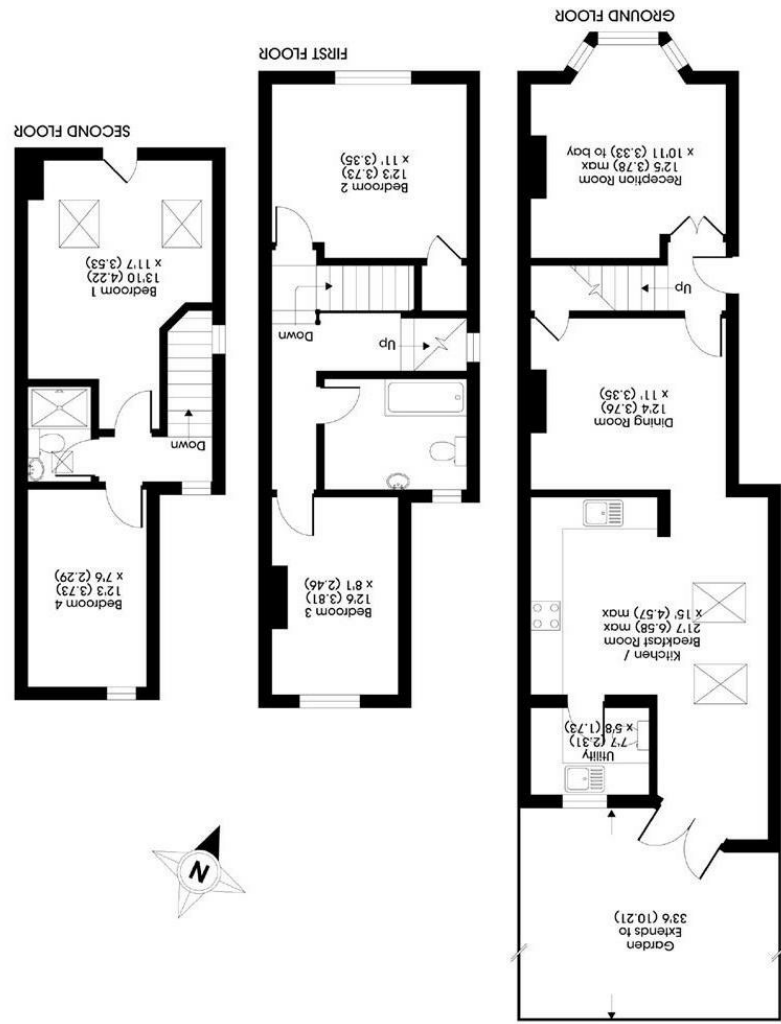 Garden
Extends to
33'6 (10.21)
Utility
7'7 (2.31)
x 5'8 (1.73)
Kitchen /
Breakfast Room
21'7 (6.58) max
x 15' (4.57) max
Dining Room
12'4 (3.76)
x 11' (3.35)
Up
Reception Room
12'5 (3.78) max
x 10'11 (3.33) to bay
GROUND FLOOR
Bedroom 3
12'6 (3.81)
x 8'1 (2.46)
Up
Down
Bedroom 2
12'3 (3.73)
x 11' (3.35)
FIRST FLOOR
N
Bedroom 4
12'3 (3.73)
x 7'6 (2.29)
Down
Bedroom 1
13'10 (4.22)
x 11'7 (3.53)
SECOND FLOOR